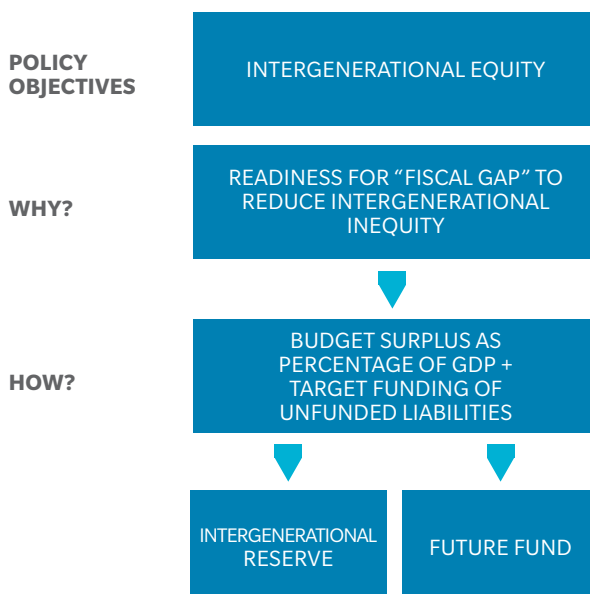 POLICY
OBJECTIVES
INTERGENERATIONAL EQUITY
WHY?
READINESS FOR “FISCAL GAP” TO
REDUCE INTERGENERATIONAL
INEQUITY
HOW?
BUDGET SURPLUS AS
PERCENTAGE OF GDP +
TARGET FUNDING OF
UNFUNDED LIABILITIES
INTERGENERATIONAL
RESERVE
FUTURE FUND